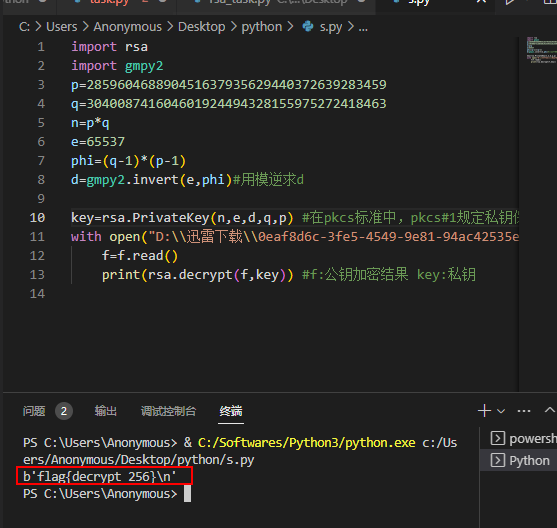 task.py
rsa_task.py C:\...\Desktop
s.py
C: > Users > Anonymous > Desktop > python > s.py > ...
1 import rsa
2 import gmpy2
3 p=285960468890451637935629440372639283459
4 q=304008741604601924494328155975272418463
5 n=p*q
6 e=65537
7 phi=(q-1)*(p-1)
8 d=gmpy2.invert(e,phi)#用模逆求d
9
10 key=rsa.PrivateKey(n,e,d,q,p) #在pkcs标准中，pkcs#1规定私钥
11 with open("D:\\迅雷下载\\0eaf8d6c-3fe5-4549-9e81-94ac42535e
12 f=f.read()
13 print(rsa.decrypt(f,key)) #f:公钥加密结果 key:私钥
14
问题 2 输出 调试控制台 终端
PS C:\Users\Anonymous> & C:/Softwares/Python3/python.exe c:/Us
ers/Anonymous/Desktop/python/s.py
b'flag{decrypt 256}\n'
PS C:\Users\Anonymous>
powersh
Python